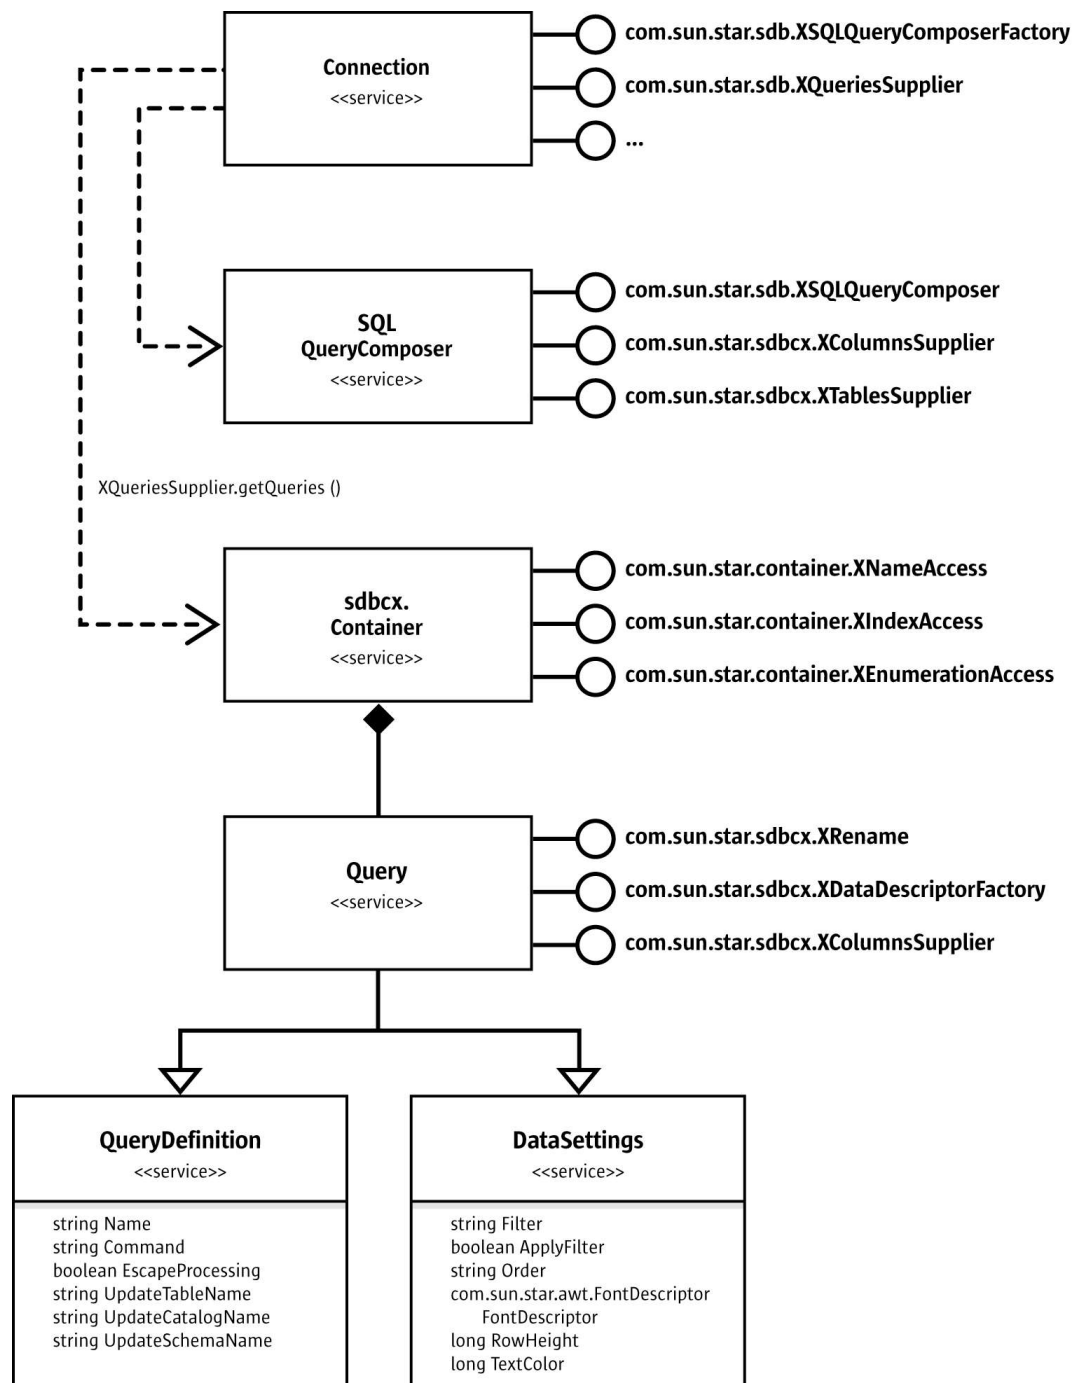 Connection
<<service>>
com.sun.star.sdb.XSQLQueryComposerFactory
com.sun.star.sdb.XQueriesSupplier
...
SQL
QueryComposer
<<service>>
com.sun.star.sdb.XSQLQueryComposer
com.sun.star.sdbcx.XColumnsSupplier
com.sun.star.sdbcx.XTablesSupplier
XQueriesSupplier.getQueries ()
sdbcx.
Container
<<service>>
com.sun.star.container.XNameAccess
com.sun.star.container.XIndexAccess
com.sun.star.container.XEnumerationAccess
Query
<<service>>
com.sun.star.sdbcx.XRename
com.sun.star.sdbcx.XDataDescriptorFactory
com.sun.star.sdbcx.XColumnsSupplier
QueryDefinition
<<service>>
string Name
string Command
boolean EscapeProcessing
string UpdateTableName
string UpdateCatalogName
string UpdateSchemaName
DataSettings
<<service>>
string Filter
boolean ApplyFilter
string Order
com.sun.star.awt.FontDescriptor
FontDescriptor
long RowHeight
long TextColor